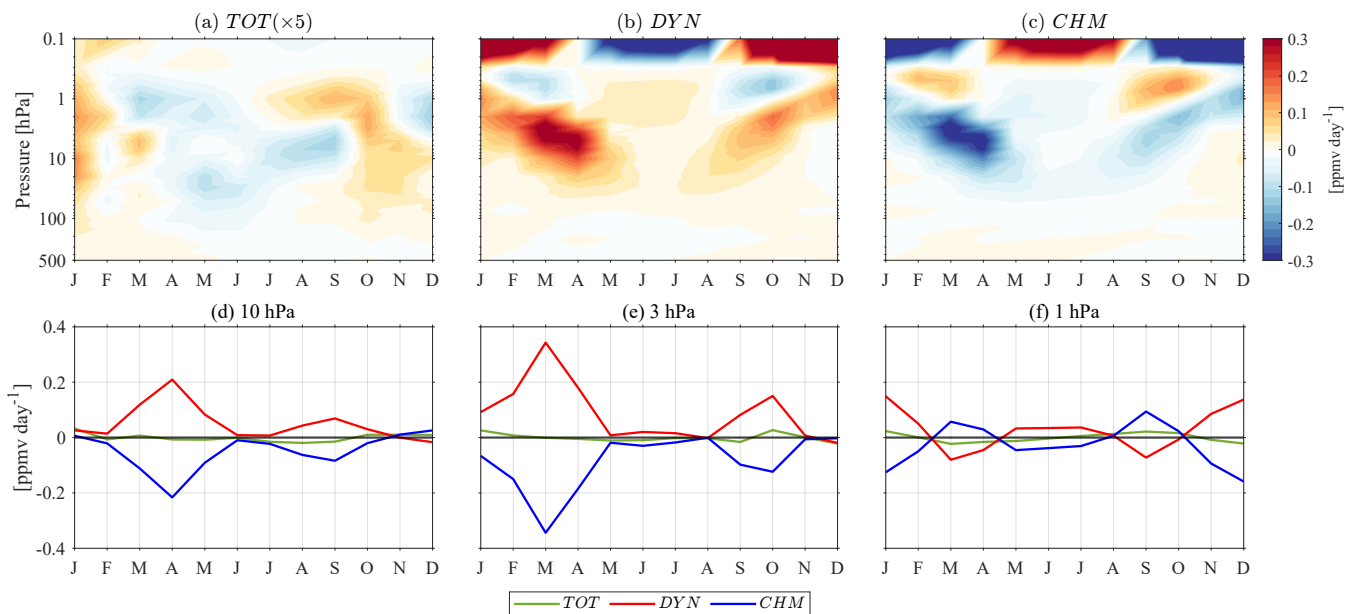 (a) TOT(×5)
(b) DYN
(c) CHM
0.1
1
10
100
500
Pressure [hPa]
J F M A M J J A S O N D
J F M A M J J A S O N D
J F M A M J J A S O N D
0.3
0.2
0.1
0
-0.1
-0.2
-0.3
[ppmv day⁻¹]
(d) 10 hPa
(e) 3 hPa
(f) 1 hPa
0.4
0.2
0
-0.2
-0.4
[ppmv day⁻¹]
J F M A M J J A S O N D
J F M A M J J A S O N D
J F M A M J J A S O N D
TOT DYN CHM